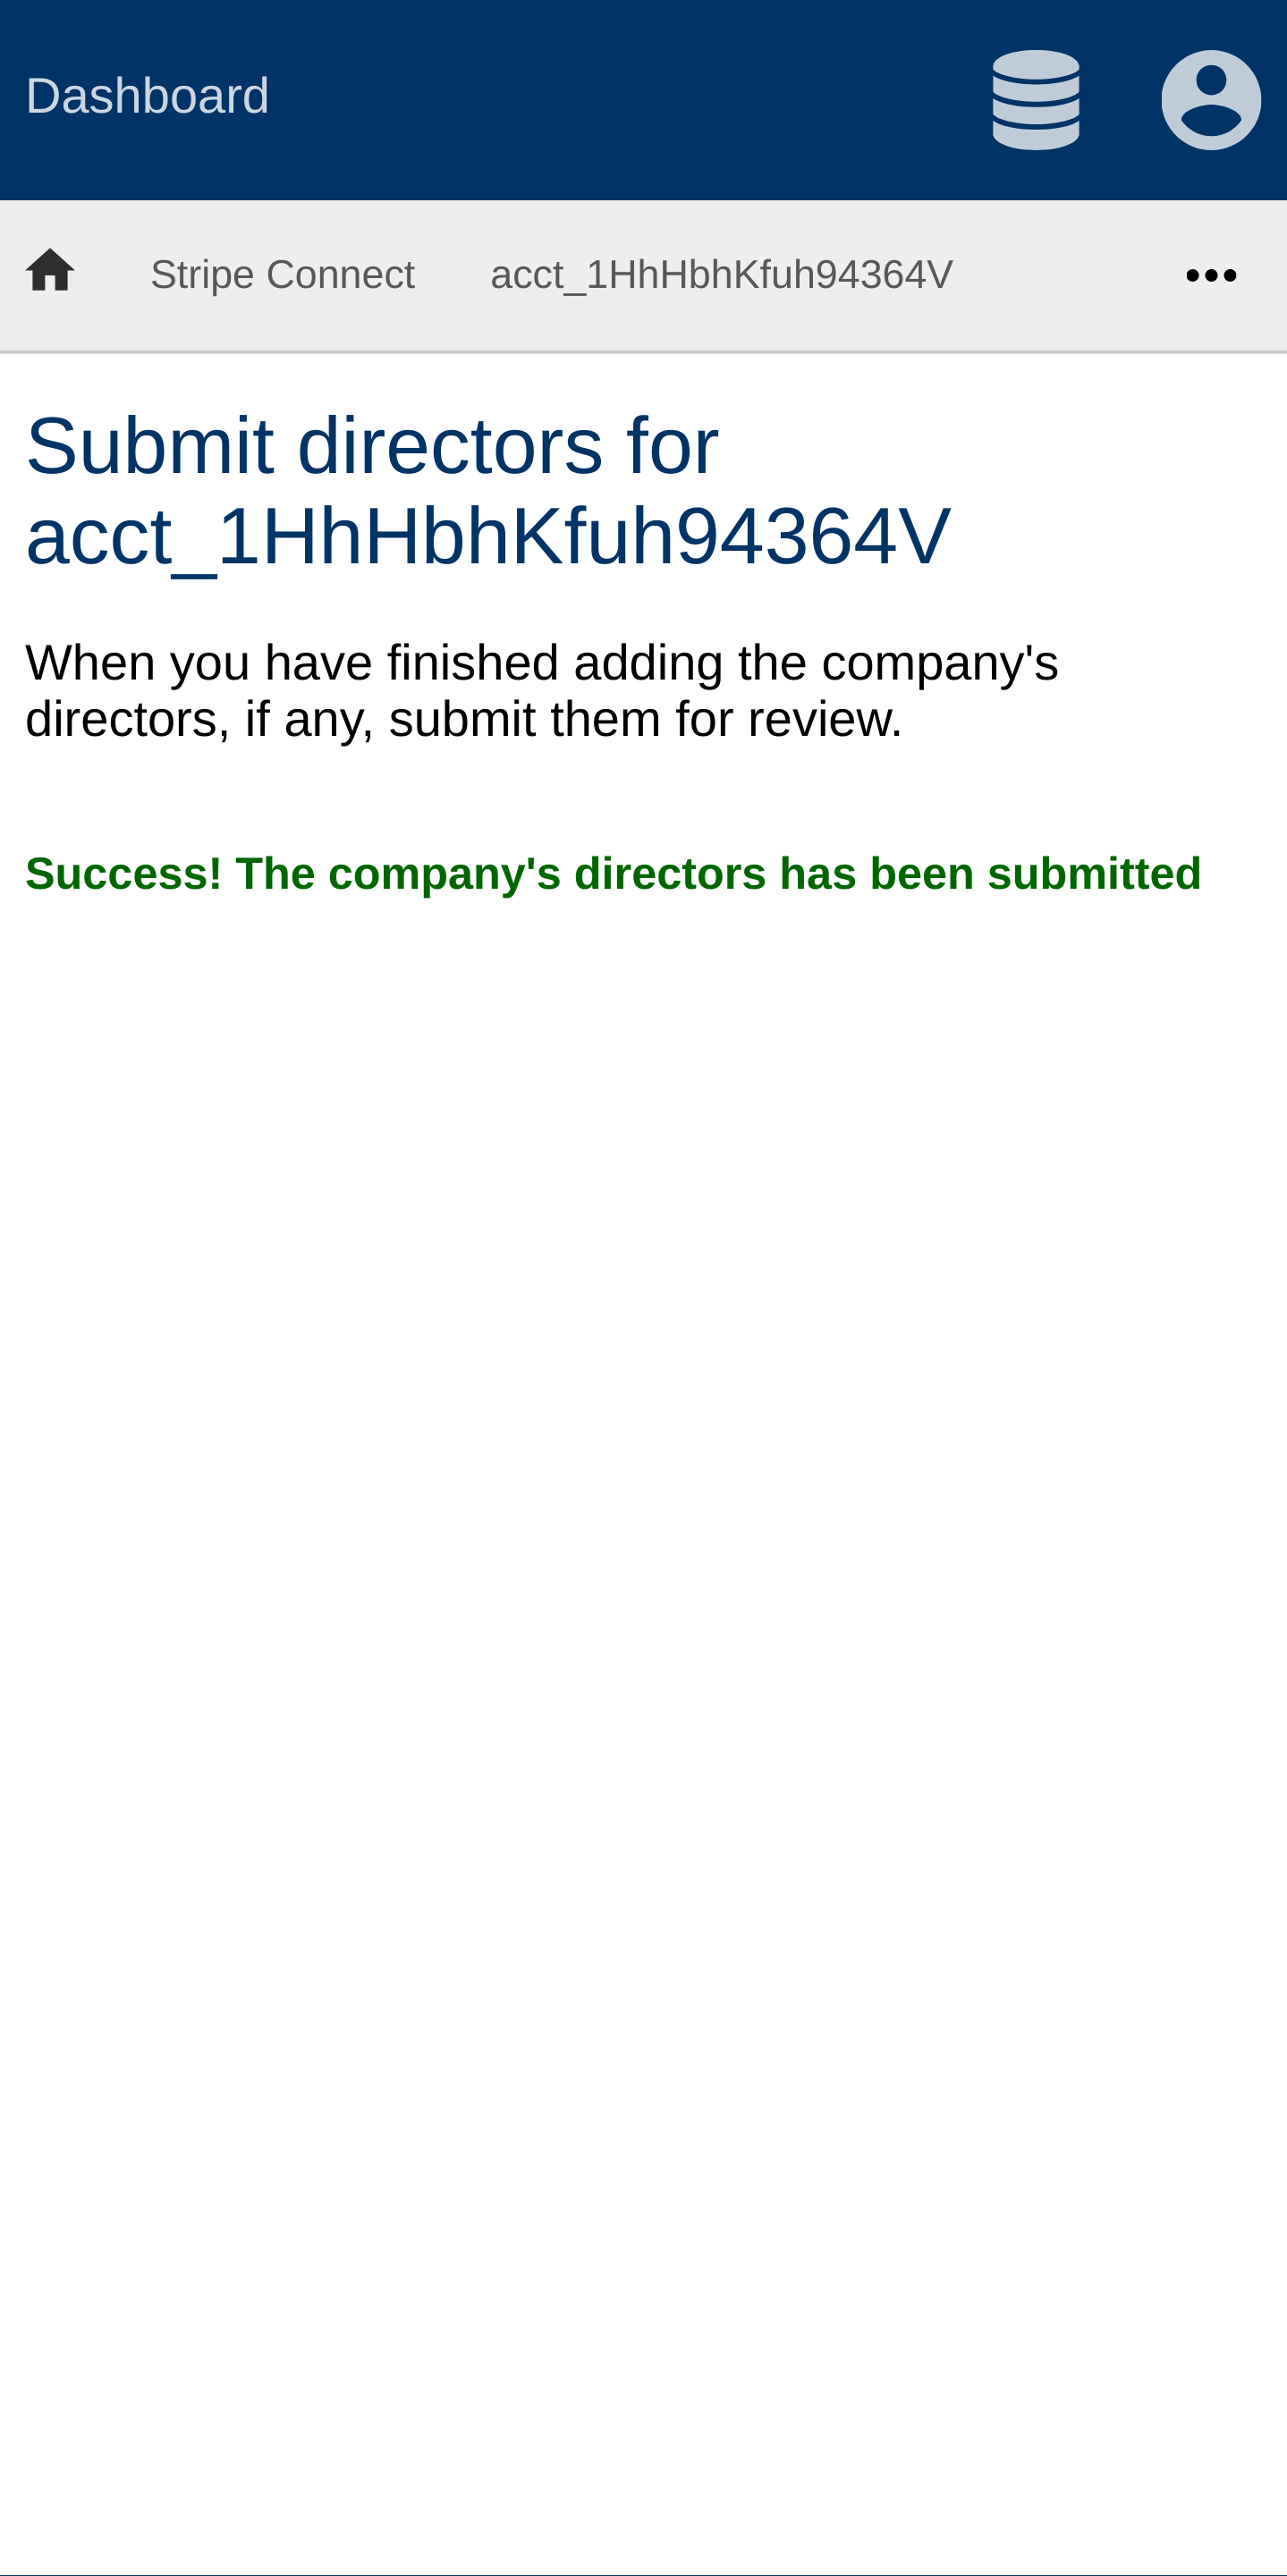 Dashboard
Stripe Connect acct_1HhHbhKfuh94364V
Submit directors for
acct_1HhHbhKfuh94364V
When you have finished adding the company's
directors, if any, submit them for review.
Success! The company's directors has been submitted